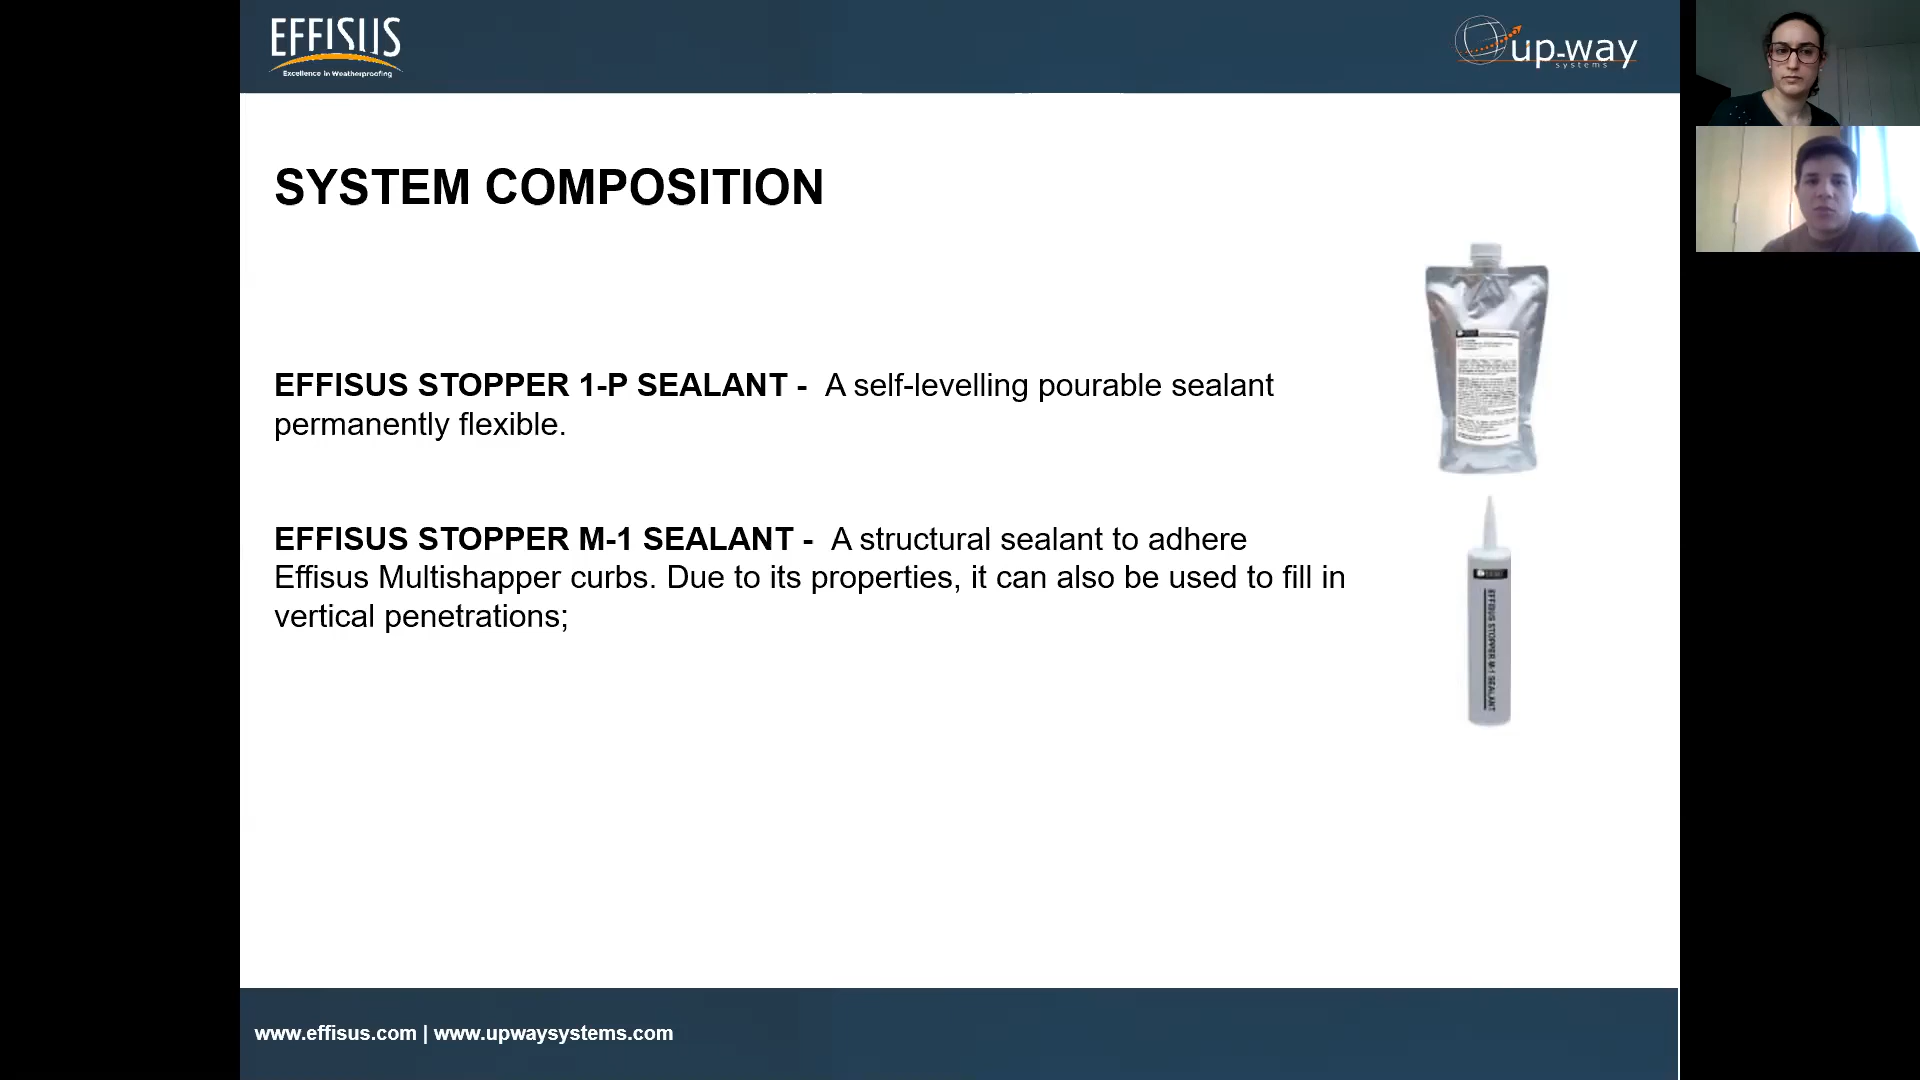 EFFISUS
Excellence in Weatherproofing
up-way
systems
SYSTEM COMPOSITION
EFFISUS STOPPER 1-P SEALANT - A self-levelling pourable sealant
permanently flexible.
EFFISUS STOPPER M-1 SEALANT - A structural sealant to adhere
Effisus Multishapper curbs. Due to its properties, it can also be used to fill in
vertical penetrations;
EFFISUS STOPPER M-1 SEALANT
www.effisus.com | www.upwaysystems.com